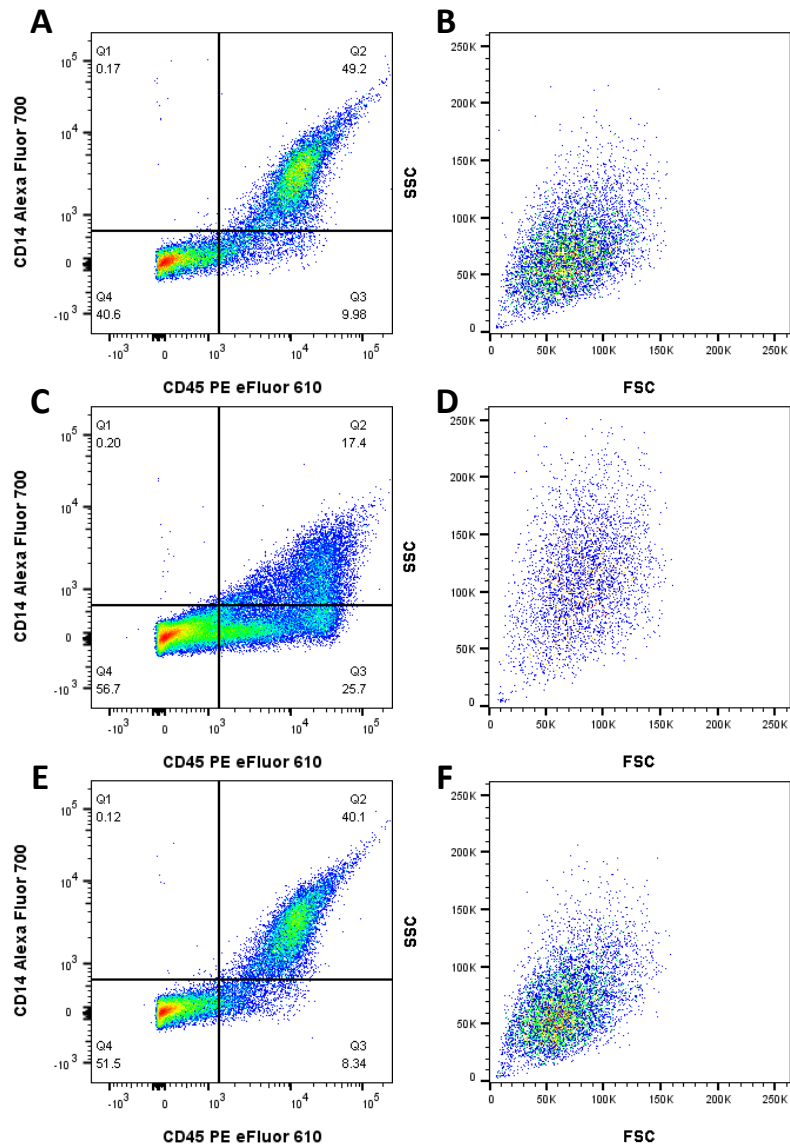 A
Q1
0.17
Q2
49.2
10^5
10^4
10^3
0
-10^3
CD14 Alexa Fluor 700
Q4
40.6
Q3
9.98
-10^3 0 10^3 10^4 10^5
CD45 PE eFluor 610
B
250K
200K
150K
100K
50K
0
SSC
0 50K 100K 150K 200K 250K
FSC
C
Q1
0.20
Q2
17.4
10^5
10^4
10^3
0
-10^3
CD14 Alexa Fluor 700
Q4
56.7
Q3
25.7
-10^3 0 10^3 10^4 10^5
CD45 PE eFluor 610
D
250K
200K
150K
100K
50K
0
SSC
0 50K 100K 150K 200K 250K
FSC
E
Q1
0.12
Q2
40.1
10^5
10^4
10^3
0
-10^3
CD14 Alexa Fluor 700
Q4
51.5
Q3
8.34
-10^3 0 10^3 10^4 10^5
CD45 PE eFluor 610
F
250K
200K
150K
100K
50K
0
SSC
0 50K 100K 150K 200K 250K
FSC